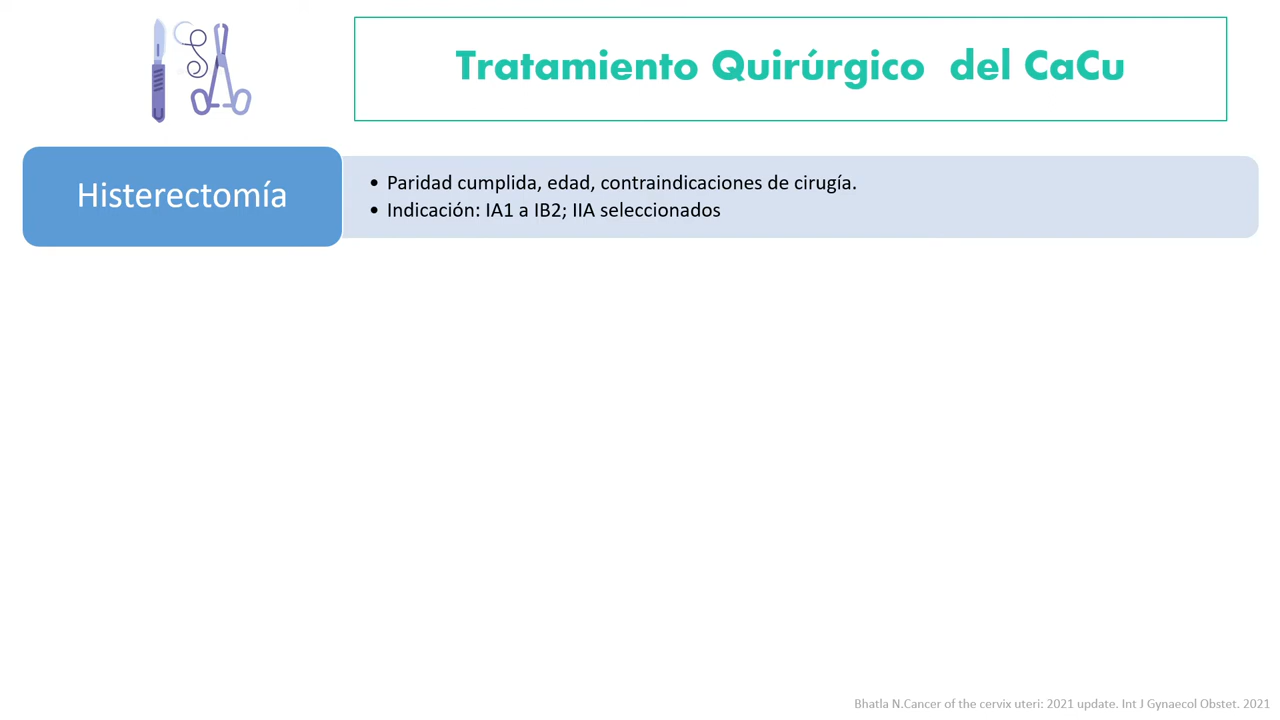 Tratamiento Quirúrgico  del CaCu
Histerectomía
• Paridad cumplida, edad, contraindicaciones de cirugía.
• Indicación: IA1 a IB2; IIA seleccionados
Bhatla N.Cancer of the cervix uteri: 2021 update. Int J Gynaecol Obstet. 2021